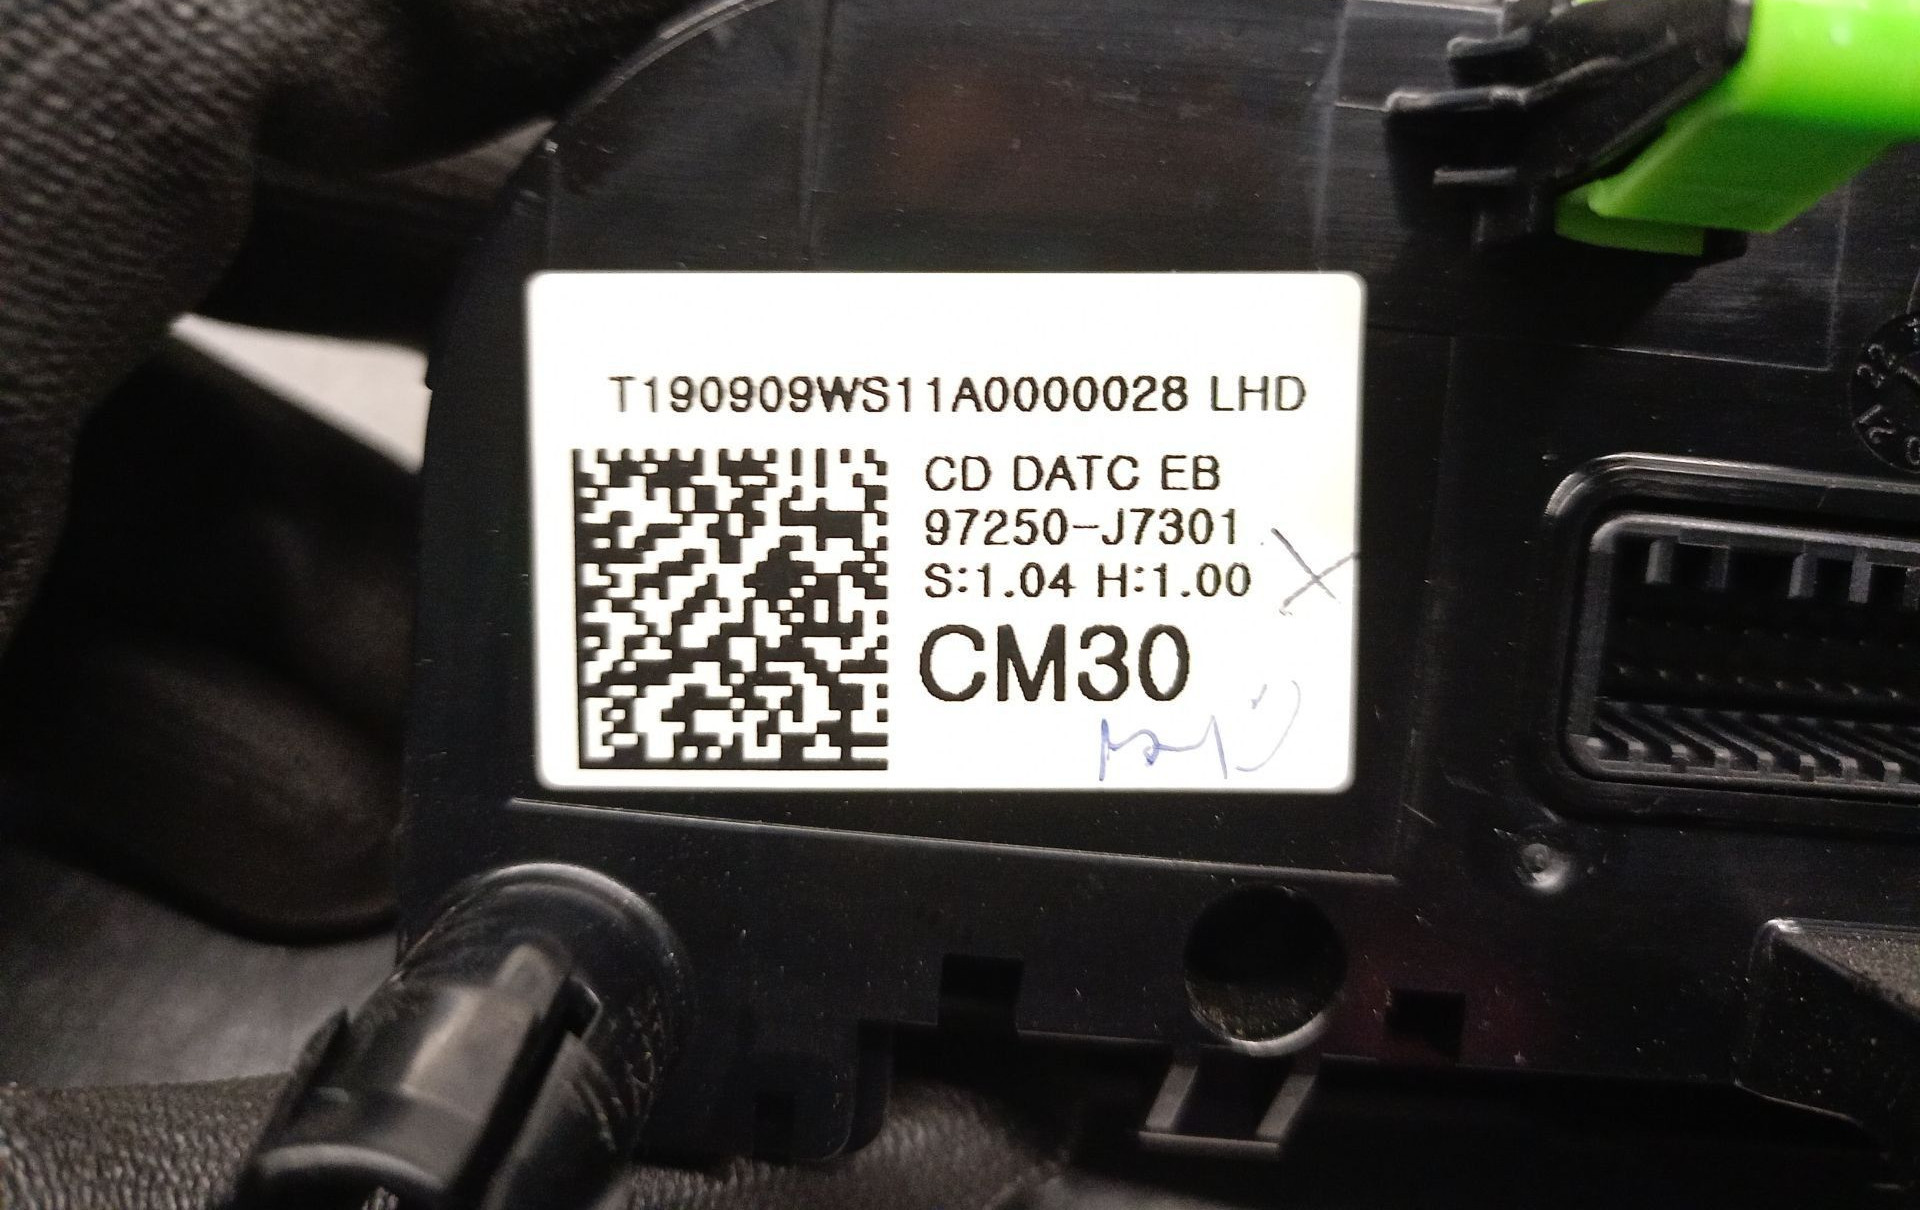 T190909WS11A0000028 LHD
CD DATC EB
97250-J7301
S:1.04 H:1.00
CM30